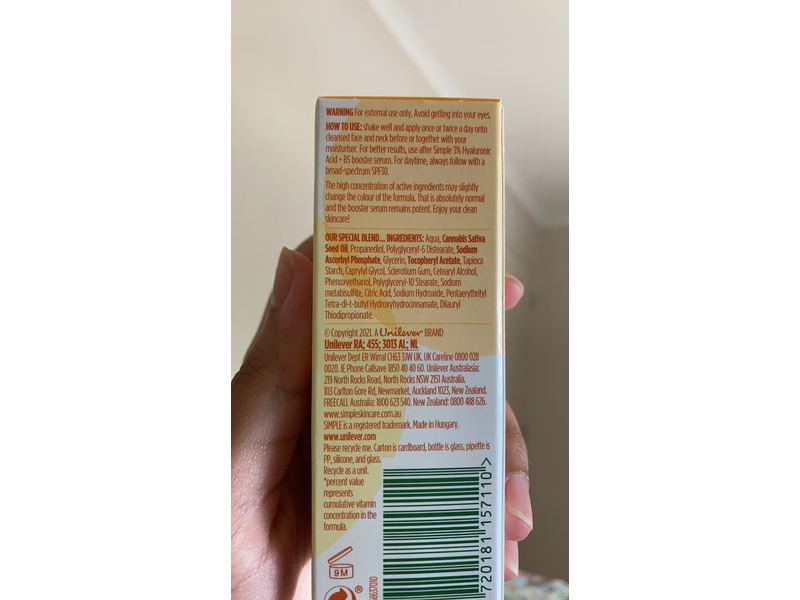 WARNING For external use only. Avoid getting into your eyes.
HOW TO USE: shake well and apply once or twice a day onto
cleansed face and neck before or together with your
moisturiser. For better results, use after Simple 3% Hyaluronic
Acid + B5 booster serum. For daytime, always follow with a
broad-spectrum SPF30.
The high concentration of active ingredients may slightly
change the colour of the formula. That is absolutely normal
and the booster serum remains potent. Enjoy your clean
skincare!
OUR SPECIAL BLEND... INGREDIENTS: Aqua, Cannabis Sativa
Seed Oil, Propanediol, Polyglyceryl-6 Distearate, Sodium
Ascorbyl Phosphate, Glycerin, Tocopheryl Acetate, Tapioca
Starch, Caprylyl Glycol, Sclerotium Gum, Cetearyl Alcohol,
Phenoxyethanol, Polyglyceryl-10 Stearate, Sodium
metabisulfite, Citric Acid, Sodium Hydroxide, Pentaerythrityl
Tetra-di-t-butyl Hydroxyhydrocinnamate, Dilauryl
Thiodipropionate.
© Copyright 2021. A Unilever BRAND
Unilever RA; 455; 3013 AL; NL
Unilever Dept ER Wirral CH63 3JW UK. UK Careline 0800 028
0020. IE Phone Callsave 1850 40 40 60. Unilever Australasia:
219 North Rocks Road, North Rocks NSW 2151 Australia.
103 Carlton Gore Rd, Newmarket, Auckland 1023, New Zealand.
FREECALL Australia: 1800 623 540. New Zealand: 0800 488 626.
www.simpleskincare.com.au
SIMPLE is a registered trademark. Made in Hungary.
www.unilever.com
Please recycle me. Carton is cardboard, bottle is glass, pipette is
PP, silicone, and glass.
Recycle as a unit.
*percent value
represents
cumulative vitamin
concentration in the
formula.
9M
®
720181 157110 >